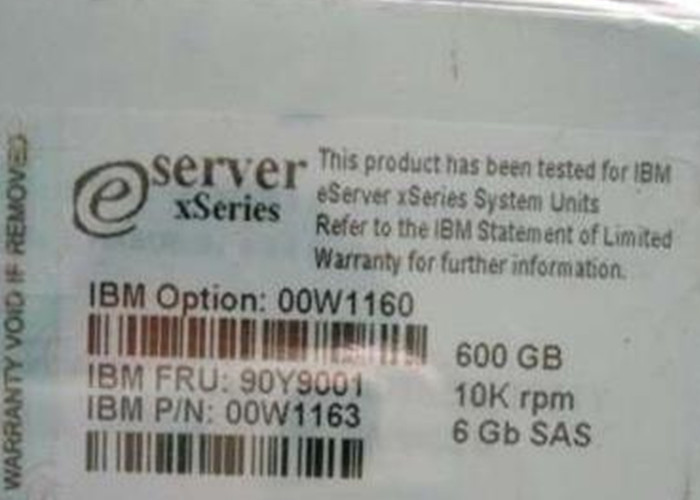 eserver
xSeries
This product has been tested for IBM
eServer xSeries System Units
Refer to the IBM Statement of Limited
Warranty for further information.
IBM Option: 00W1160
IBM FRU: 90Y9001
IBM P/N: 00W1163
600 GB
10K rpm
6 Gb SAS
WARRANTY VOID IF REMOVED